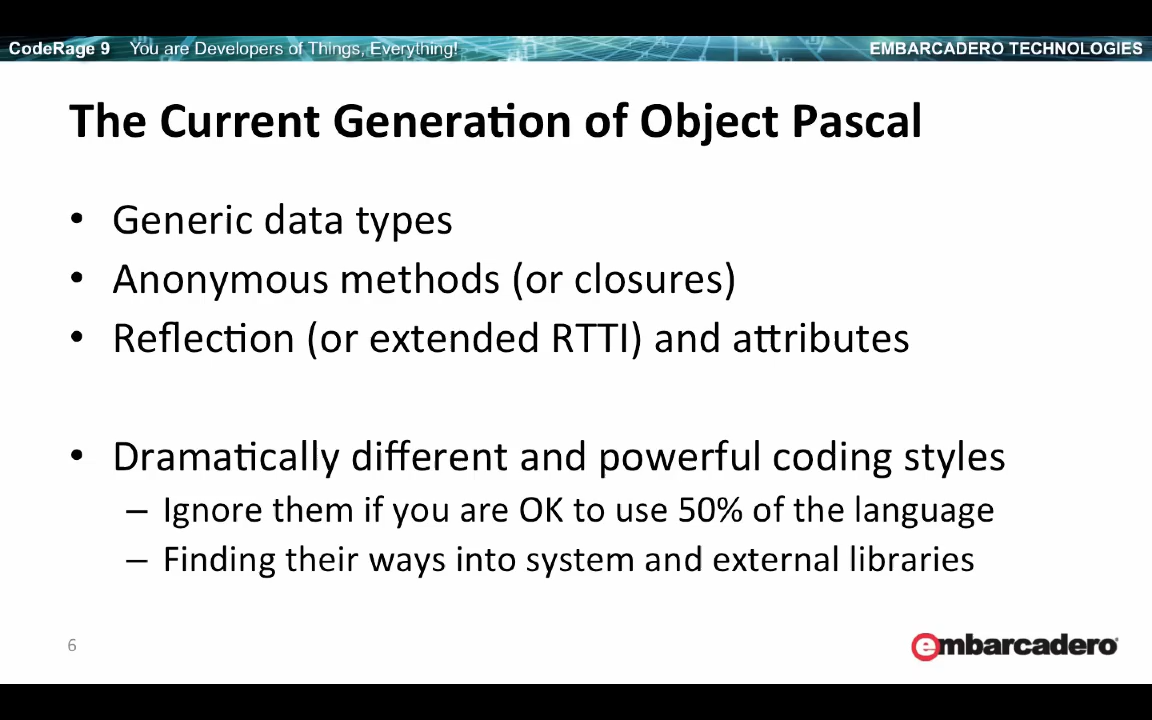 CodeRage 9 You are Developers of Things, Everything! EMBARCADERO TECHNOLOGIES
The Current Generation of Object Pascal
• Generic data types
• Anonymous methods (or closures)
• Reflection (or extended RTTI) and attributes
• Dramatically different and powerful coding styles
– Ignore them if you are OK to use 50% of the language
– Finding their ways into system and external libraries
6
embarcadero